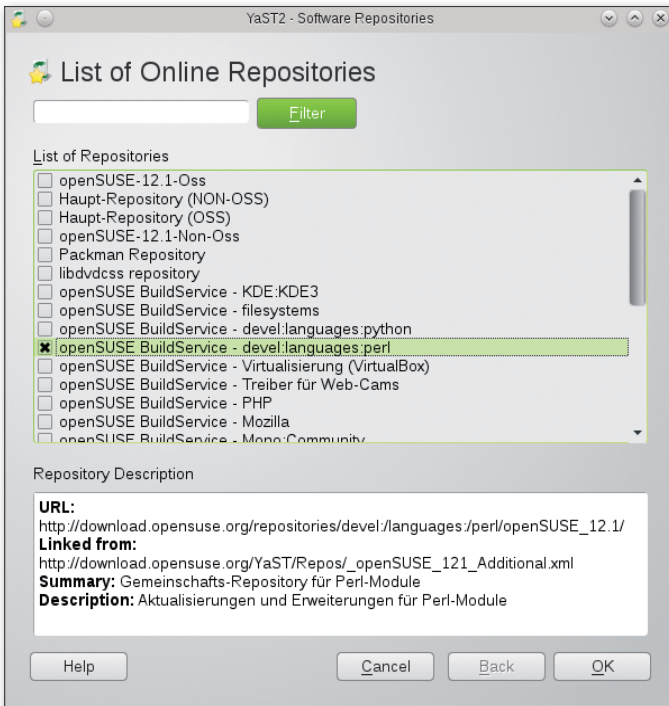 YaST2 - Software Repositories
List of Online Repositories
Filter
List of Repositories
openSUSE-12.1-Oss
Haupt-Repository (NON-OSS)
Haupt-Repository (OSS)
openSUSE-12.1-Non-Oss
Packman Repository
libdvdcss repository
openSUSE BuildService - KDE:KDE3
openSUSE BuildService - filesystems
openSUSE BuildService - devel:languages:python
openSUSE BuildService - devel:languages:perl
openSUSE BuildService - Virtualisierung (VirtualBox)
openSUSE BuildService - Treiber für Web-Cams
openSUSE BuildService - PHP
openSUSE BuildService - Mozilla
openSUSE BuildService - Mono:Community
Repository Description
URL:
http://download.opensuse.org/repositories/devel:/languages:/perl/openSUSE_12.1/
Linked from:
http://download.opensuse.org/YaST/Repos/_openSUSE_121_Additional.xml
Summary: Gemeinschafts-Repository für Perl-Module
Description: Aktualisierungen und Erweiterungen für Perl-Module
Help
Cancel
Back
OK